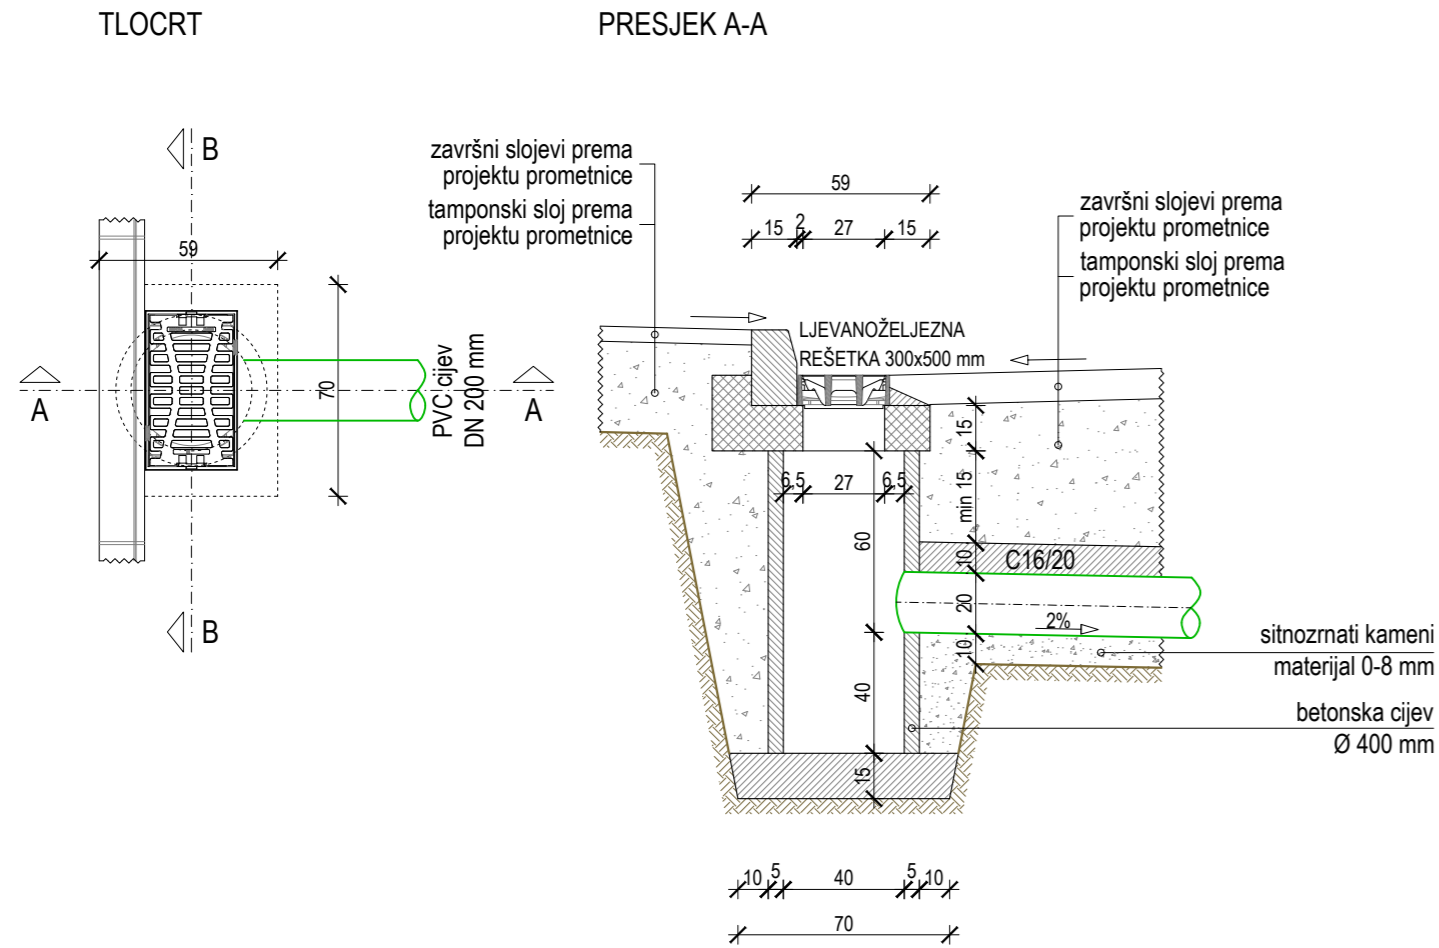 TLOCRT
PRESJEK A-A
B
59
70
A
A
PVC cijev
DN 200 mm
B
završni slojevi prema
projektu prometnice
tamponski sloj prema
projektu prometnice
59
15
2
27
15
završni slojevi prema
projektu prometnice
tamponski sloj prema
projektu prometnice
LJEVANOŽELJEZNA
REŠETKA 300x500 mm
15
6,5
27
6,5
min 15
60
10
C16/20
20
2%
10
40
15
sitnozrnati kameni
materijal 0-8 mm
betonska cijev
Ø 400 mm
10
5
40
5
10
70